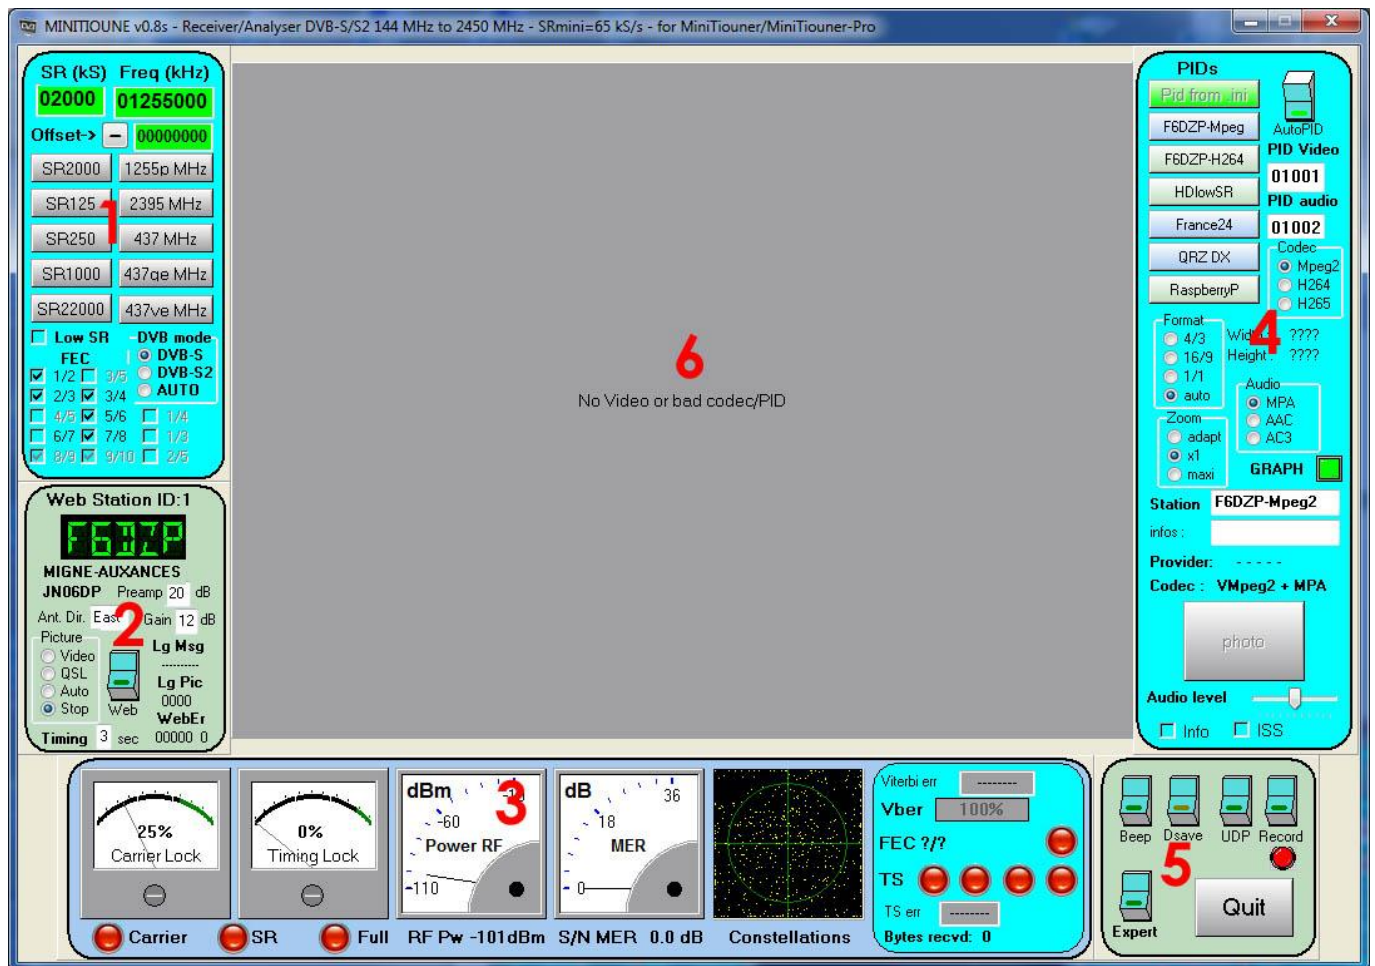 MINITIOUNE v0.8s - Receiver/Analyser DVB-S/S2 144 MHz to 2450 MHz - SRmini=65 kS/s - for MiniTiouner/MiniTiouner-Pro
SR (kS) Freq (kHz)
02000 01255000
Offset-> - 00000000
SR2000 1255p MHz
SR125 2395 MHz
SR250 437 MHz
SR1000 437qe MHz
SR22000 437ve MHz
1
Low SR DVB mode
FEC DVB-S
1/2 3/5 DVB-S2
2/3 3/4 AUTO
4/5 5/6 1/4
6/7 7/8 1/3
8/9 9/10 2/5
Web Station ID:1
F6DZP
MIGNE-AUXANCES
JN06DP Preamp 20 dB
Ant. Dir. East Gain 12 dB
2
Picture
Video
QSL
Auto
Stop
Web
Lg Msg
----------
Lg Pic
0000
WebEr
Timing 3 sec 00000 0
6
No Video or bad codec/PID
PIDs
Pid from .ini
F6DZP-Mpeg
F6DZP-H264
HDlowSR
France24
QRZ DX
RaspberryP
AutoPID
PID Video
01001
PID audio
01002
Codec
Mpeg2
H264
H265
4
Format
4/3
16/9
1/1
auto
Width : ????
Height : ????
Audio
MPA
AAC
AC3
Zoom
adapt
x1
maxi
GRAPH
Station F6DZP-Mpeg2
infos :
Provider: - - - - -
Codec : VMpeg2 + MPA
photo
Audio level
Info ISS
25%
Carrier Lock
0%
Timing Lock
dBm -10
3
-60
Power RF
-110
dB 36
18
MER
0
Carrier SR Full RF Pw -101dBm S/N MER 0.0 dB Constellations
Viterbi err --------
Vber 100%
FEC ?/?
TS
TS err --------
Bytes recvd: 0
Beep Dsave UDP Record
5
Expert
Quit